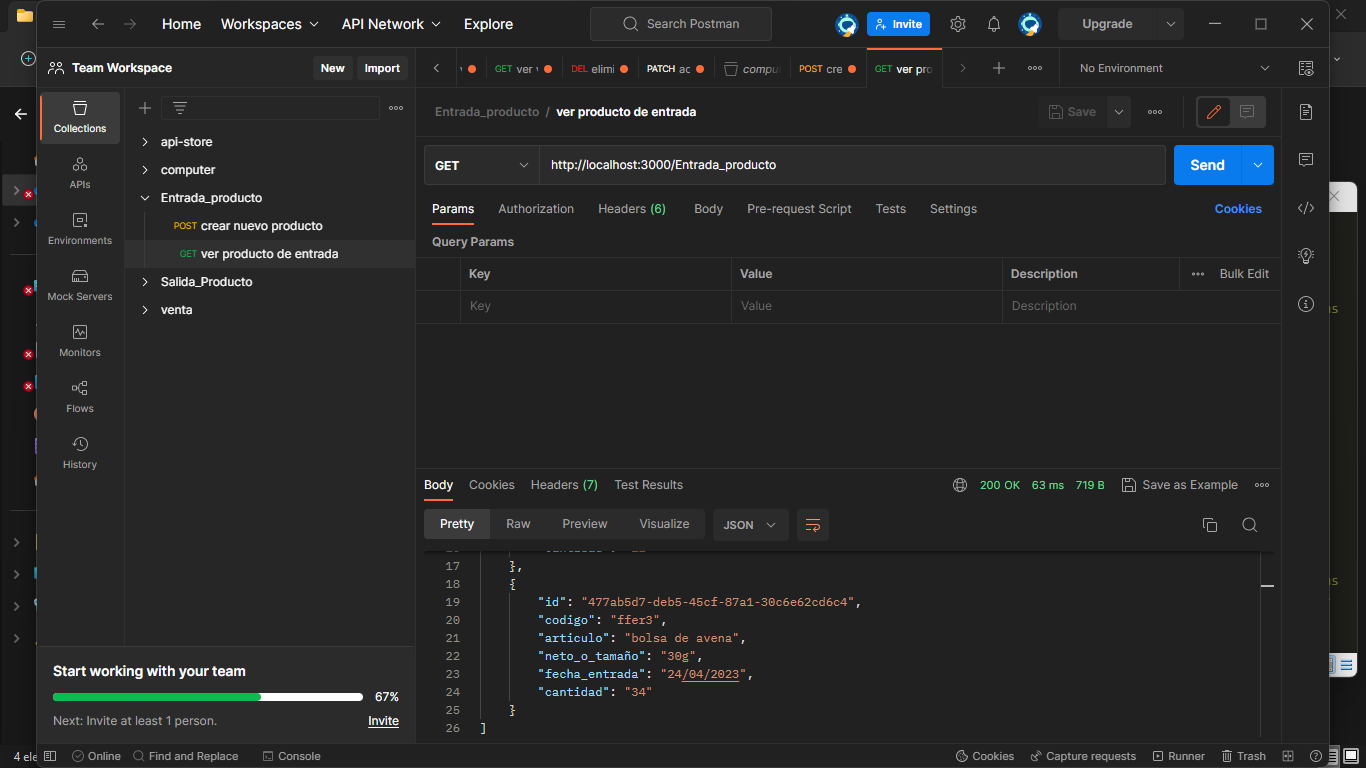 Home Workspaces API Network Explore Search Postman Invite Upgrade
Team Workspace New Import
GET ver DEL elimi PATCH ac compu POST cre GET ver pro No Environment
Collections
APIs
Environments
Mock Servers
Monitors
Flows
History
api-store
computer
Entrada_producto
POST crear nuevo producto
GET ver producto de entrada
Salida_Producto
venta
Entrada_producto / ver producto de entrada Save
GET http://localhost:3000/Entrada_producto Send
Params Authorization Headers (6) Body Pre-request Script Tests Settings Cookies
Query Params
Key Value Description Bulk Edit
Key Value Description
Body Cookies Headers (7) Test Results 200 OK 63 ms 719 B Save as Example
Pretty Raw Preview Visualize JSON
17 },
18 {
19 "id": "477ab5d7-deb5-45cf-87a1-30c6e62cd6c4",
20 "codigo": "ffer3",
21 "articulo": "bolsa de avena",
22 "neto_o_tamaño": "30g",
23 "fecha_entrada": "24/04/2023",
24 "cantidad": "34"
25 }
26 ]
Start working with your team
67%
Next: Invite at least 1 person. Invite
4 ele Online Find and Replace Console Cookies Capture requests Runner Trash